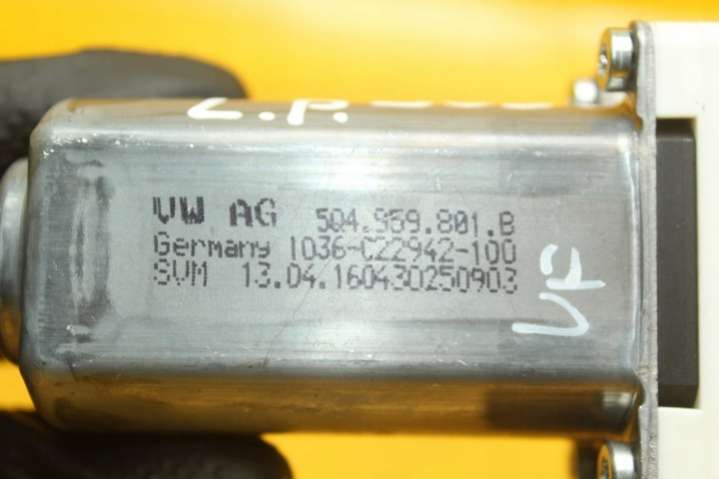 L.P.
VW AG 5Q4.959.801.B
Germany 1036-C22942-100
SVM 13.04.160430250903